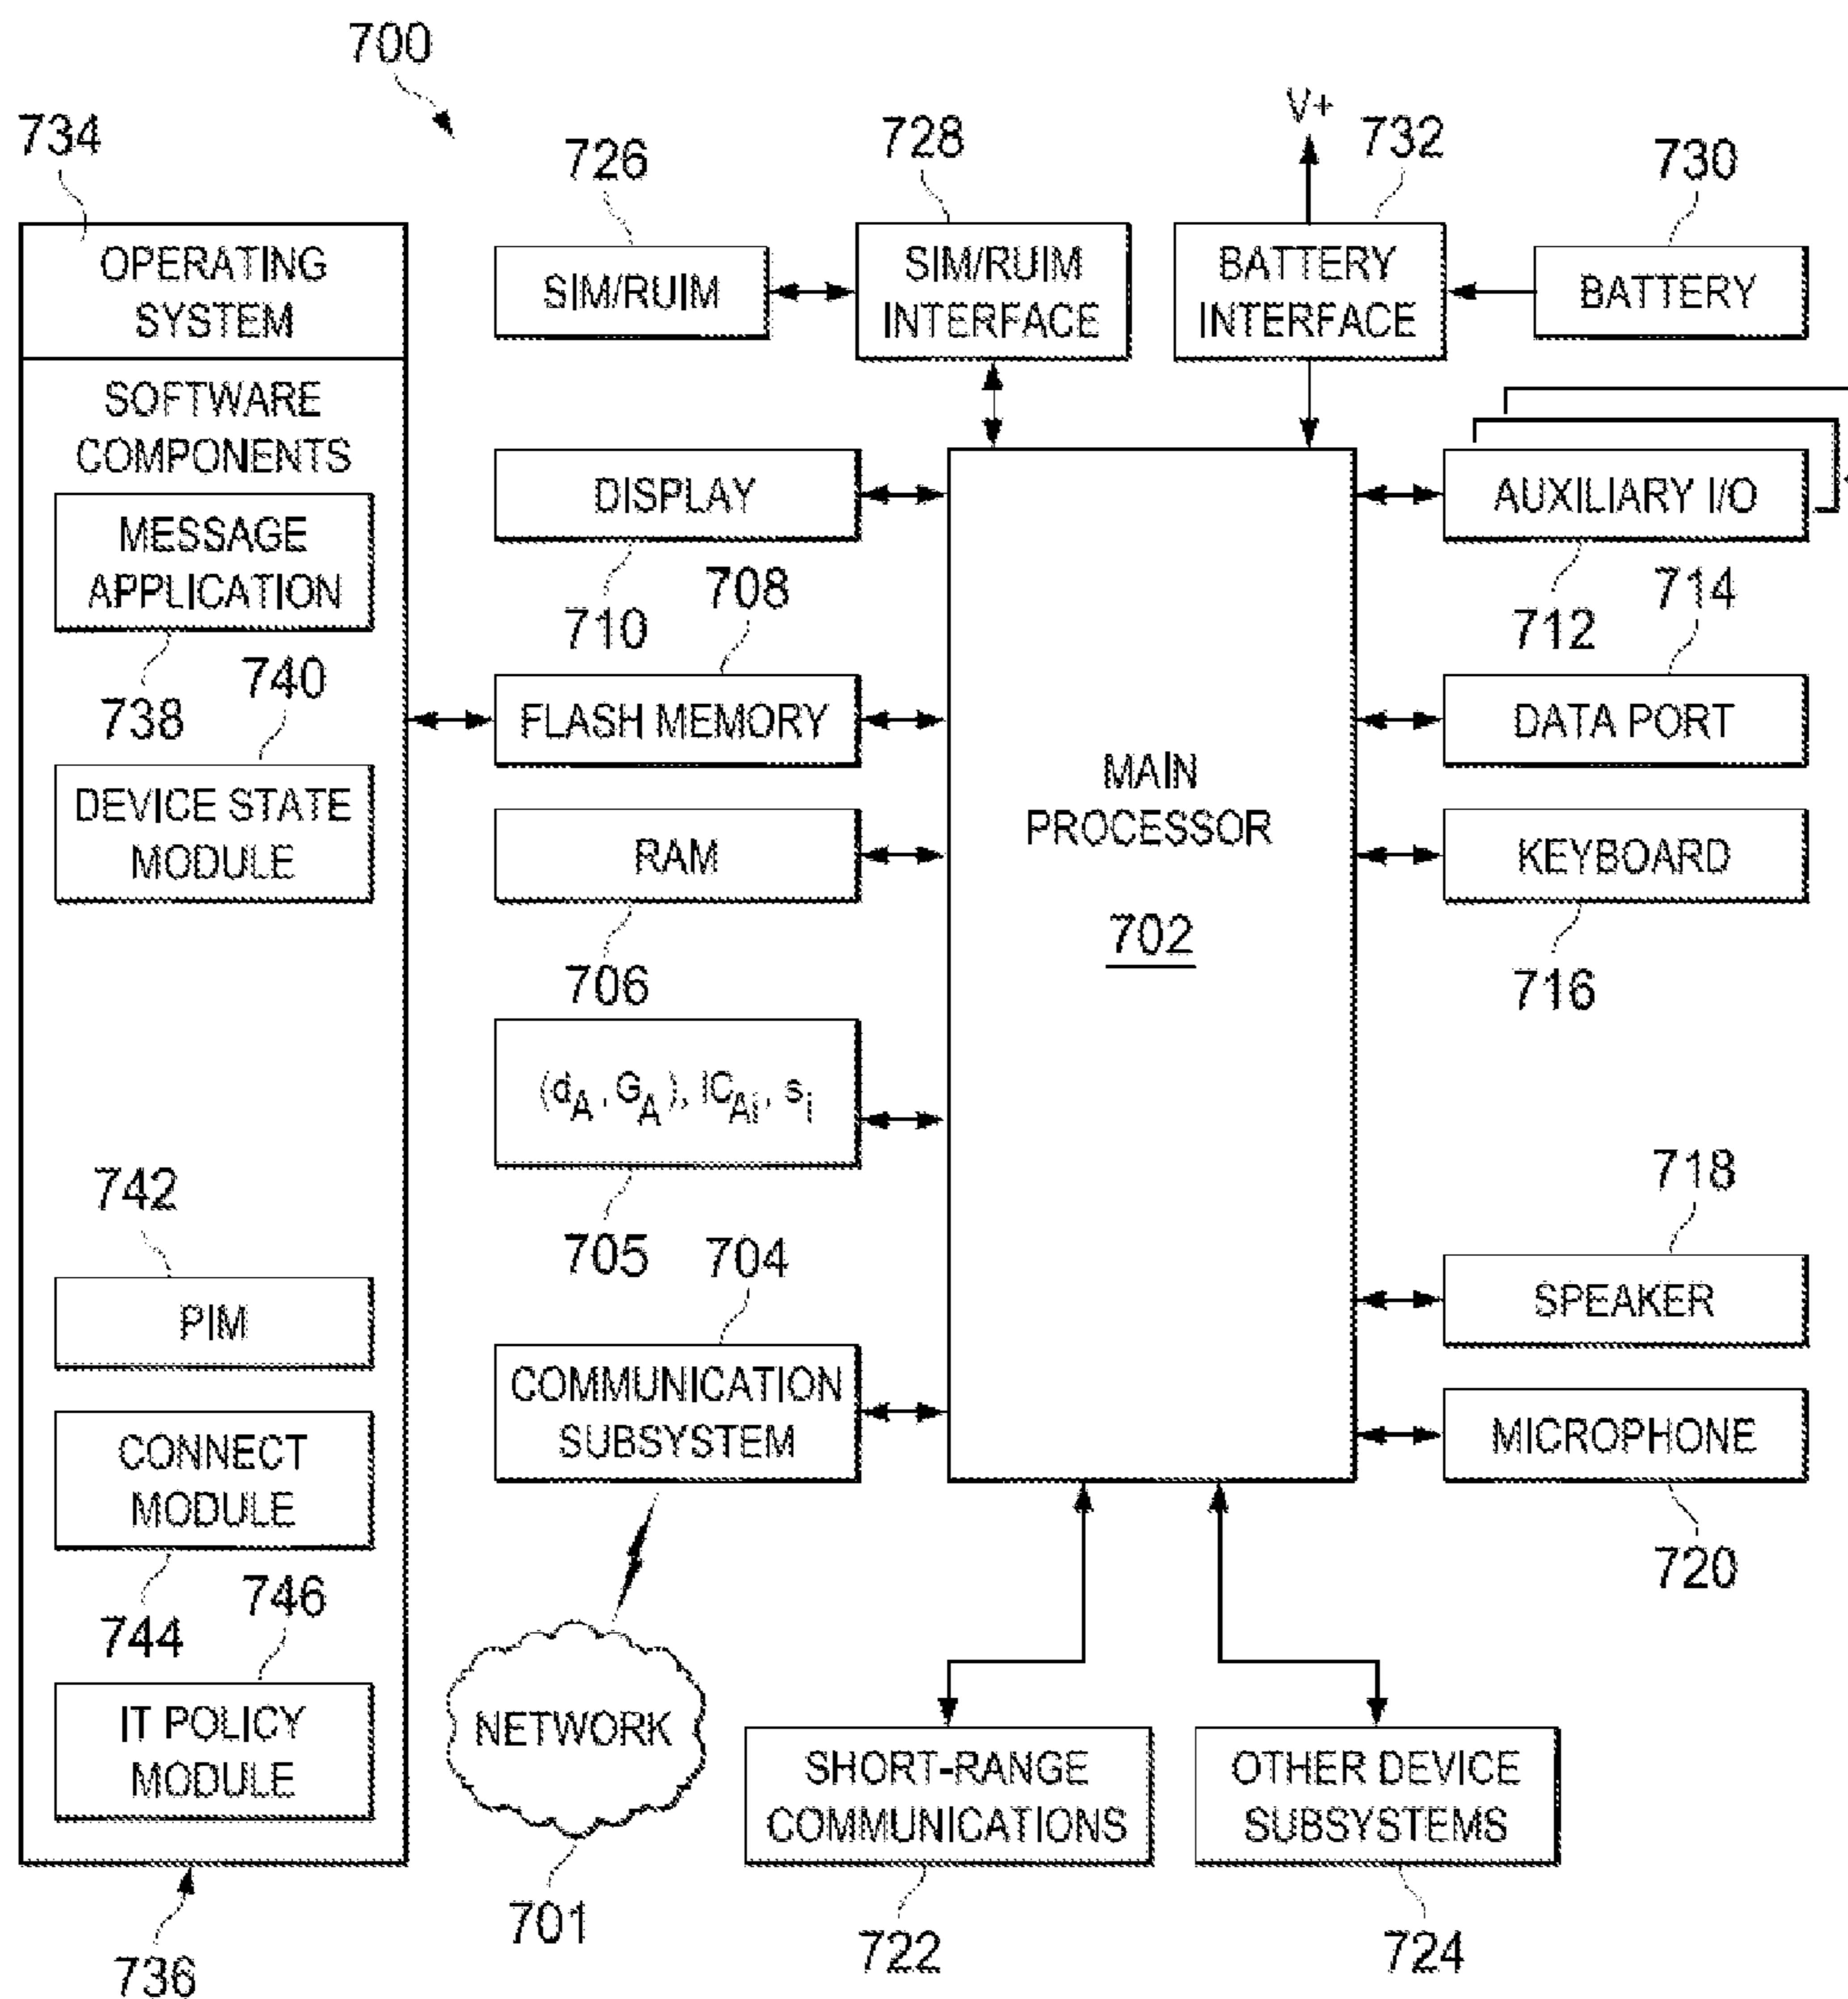 700
734
726
728
V+
732
730
OPERATING
SYSTEM
SIM/RUIM
SIM/RUIM
INTERFACE
BATTERY
INTERFACE
BATTERY
SOFTWARE
COMPONENTS
MESSAGE
APPLICATION
738
740
DEVICE STATE
MODULE
742
PIM
CONNECT
MODULE
744
746
IT POLICY
MODULE
736
DISPLAY
710
708
FLASH MEMORY
RAM
706
(dA, GA), ICAi, si
705
704
COMMUNICATION
SUBSYSTEM
NETWORK
701
MAIN
PROCESSOR
702
AUXILIARY I/O
712
714
DATA PORT
KEYBOARD
716
718
SPEAKER
MICROPHONE
720
SHORT-RANGE
COMMUNICATIONS
722
OTHER DEVICE
SUBSYSTEMS
724